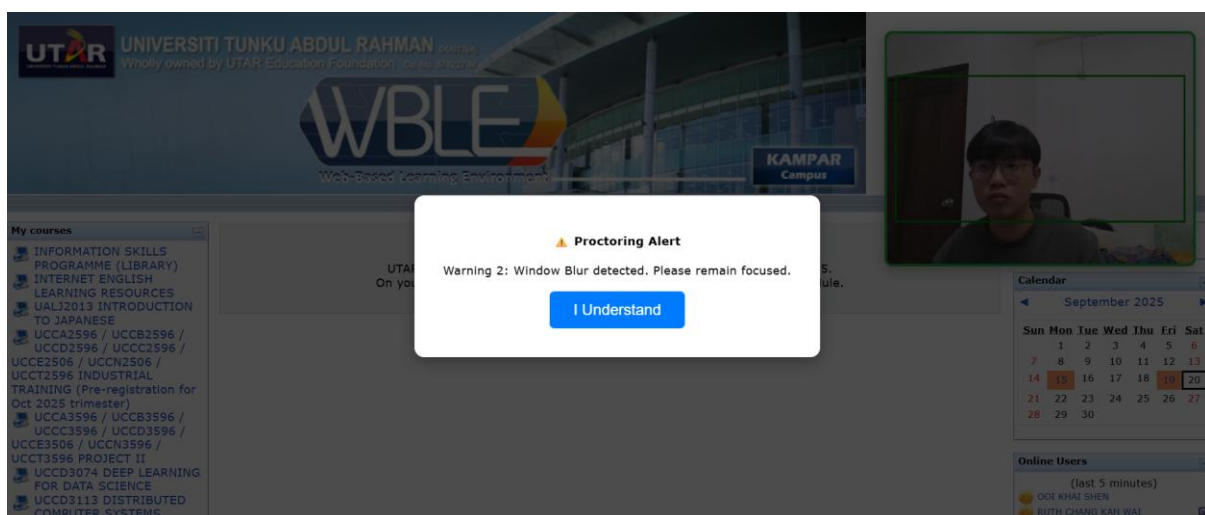 UTAR
UNIVERSITI TUNKU ABDUL RAHMAN
Wholly owned by UTAR Education Foundation
WBLE
Web-Based Learning Environment
KAMPAR
Campus
My courses
INFORMATION SKILLS
PROGRAMME (LIBRARY)
INTERNET ENGLISH
LEARNING RESOURCES
UALJ2013 INTRODUCTION
TO JAPANESE
UCCA2596 / UCCB2596 /
UCCD2596 / UCCC2596 /
UCCE2506 / UCCN2506 /
UCCT2596 INDUSTRIAL
TRAINING (Pre-registration for
Oct 2025 trimester)
UCCA3596 / UCCB3596 /
UCCC3596 / UCCD3596 /
UCCE3506 / UCCN3596 /
UCCT3596 PROJECT II
UCCD3074 DEEP LEARNING
FOR DATA SCIENCE
UCCD3113 DISTRIBUTED
COMPUTER SYSTEMS
On you
⚠ Proctoring Alert
Warning 2: Window Blur detected. Please remain focused.
I Understand
Calendar
◄ September 2025 ►
Sun Mon Tue Wed Thu Fri Sat
1 2 3 4 5 6
7 8 9 10 11 12 13
14 15 16 17 18 19 20
21 22 23 24 25 26 27
28 29 30
Online Users
(last 5 minutes)
OOI KHAI SHEN
RUTH CHANG KAH WAI